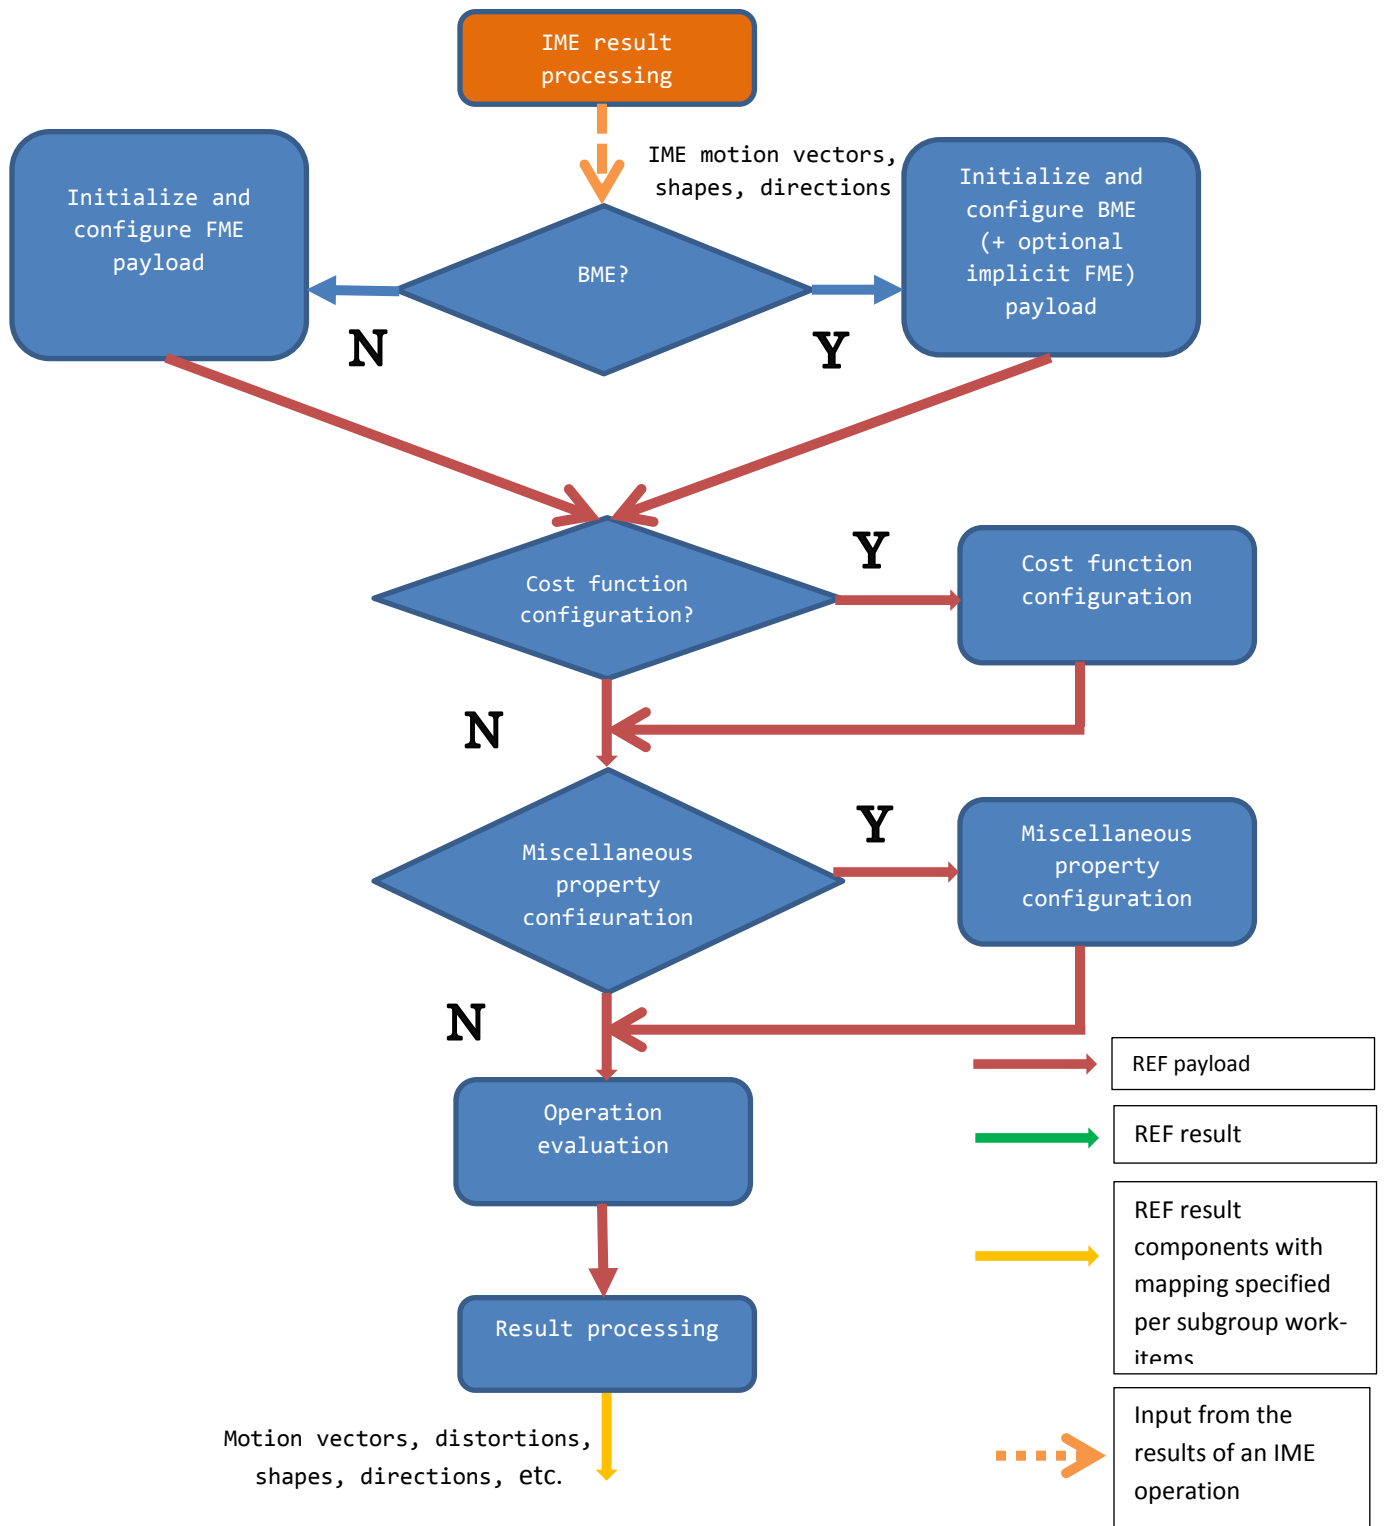 IME result
processing
IME motion vectors,
shapes, directions
Initialize and
configure FME
payload
BME?
Initialize and
configure BME
(+ optional
implicit FME)
payload
N
Y
Cost function
configuration?
Y
Cost function
configuration
N
Miscellaneous
property
configuration
Y
Miscellaneous
property
configuration
N
Operation
evaluation
Result processing
Motion vectors, distortions,
shapes, directions, etc.
REF payload
REF result
REF result
components with
mapping specified
per subgroup work-
items
Input from the
results of an IME
operation